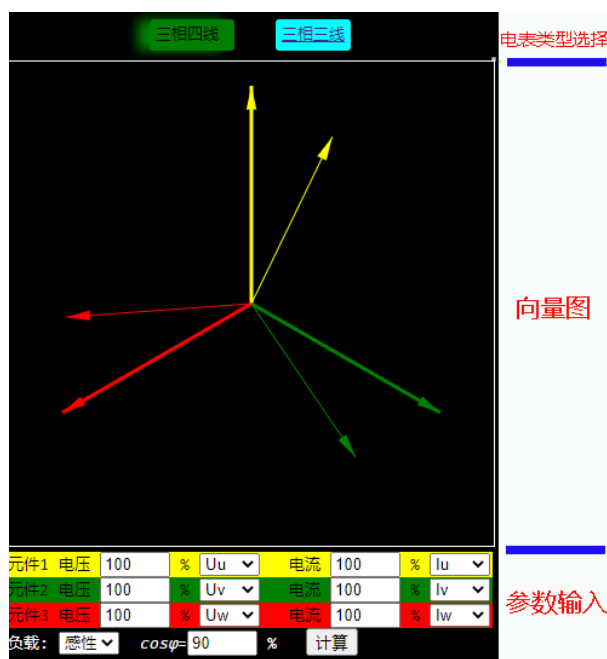 三相四线 三相三线 电表类型选择
向量图
元件1 电压 100 % Uu 电流 100 % Iu
元件2 电压 100 % Uv 电流 100 % Iv
元件3 电压 100 % Uw 电流 100 % Iw
参数输入
负载: 感性 cosφ= 90 % 计算